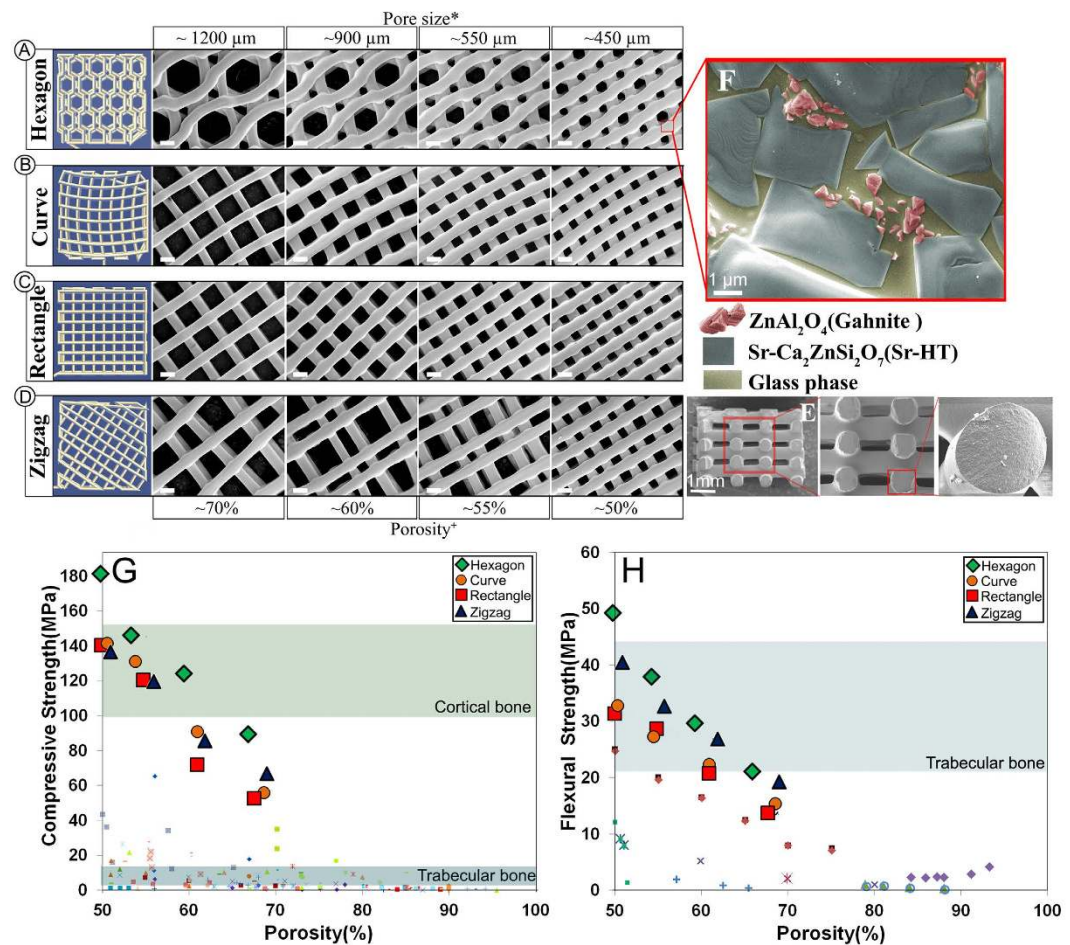 Pore size*
~ 1200 µm ~900 µm ~550 µm ~450 µm
A Hexagon
B Curve
C Rectangle
D Zigzag
~70% ~60% ~55% ~50%
Porosity⁺
F
1 µm
ZnAl₂O₄(Gahnite )
Sr-Ca₂ZnSi₂O₇(Sr-HT)
Glass phase
E
1mm
G
Hexagon
Curve
Rectangle
Zigzag
Cortical bone
Trabecular bone
Compressive Strength(MPa)
180
160
140
120
100
80
60
40
20
0
50 60 70 80 90 100
Porosity(%)
H
Hexagon
Curve
Rectangle
Zigzag
Trabecular bone
Flexural Strength(MPa)
60
50
40
30
20
10
0
50 60 70 80 90 100
Porosity(%)